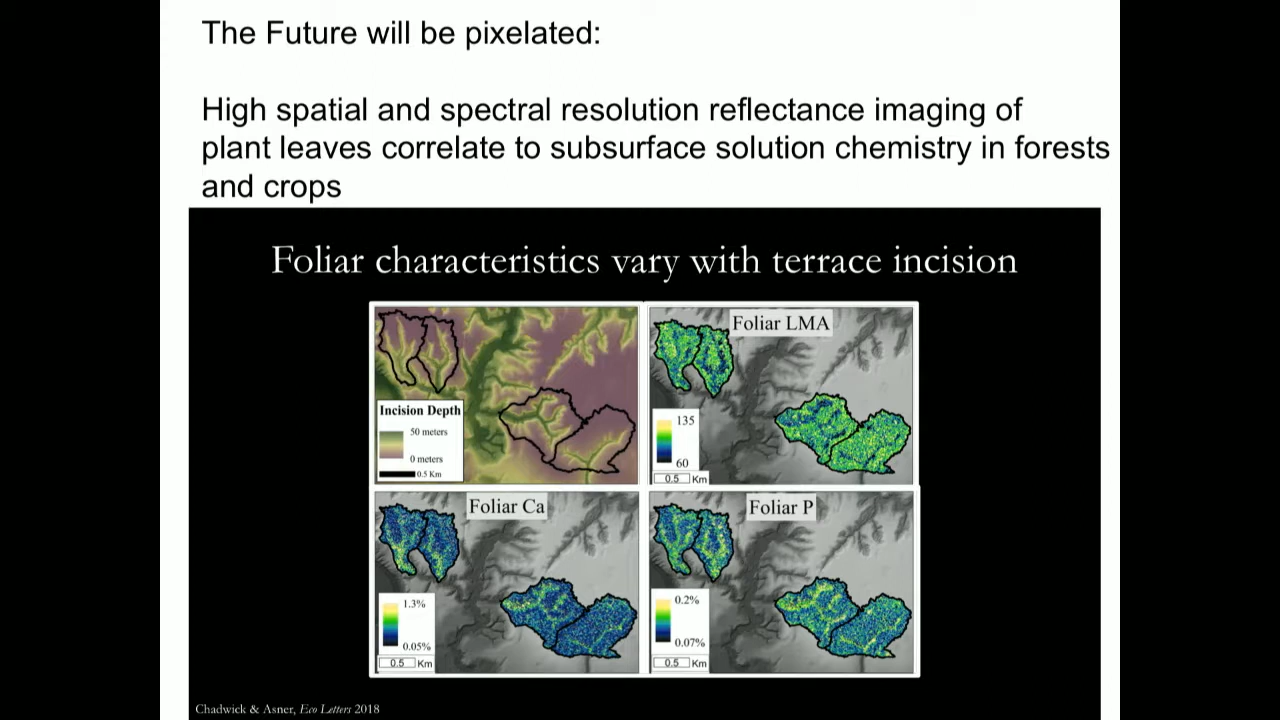 The Future will be pixelated:
High spatial and spectral resolution reflectance imaging of
plant leaves correlate to subsurface solution chemistry in forests
and crops
Foliar characteristics vary with terrace incision
Incision Depth
50 meters
0 meters
0.5 Km
Foliar LMA
135
60
0.5 Km
Foliar Ca
1.3%
0.05%
0.5 Km
Foliar P
0.2%
0.07%
0.5 Km
Chadwick & Asner, Eco Letters 2018